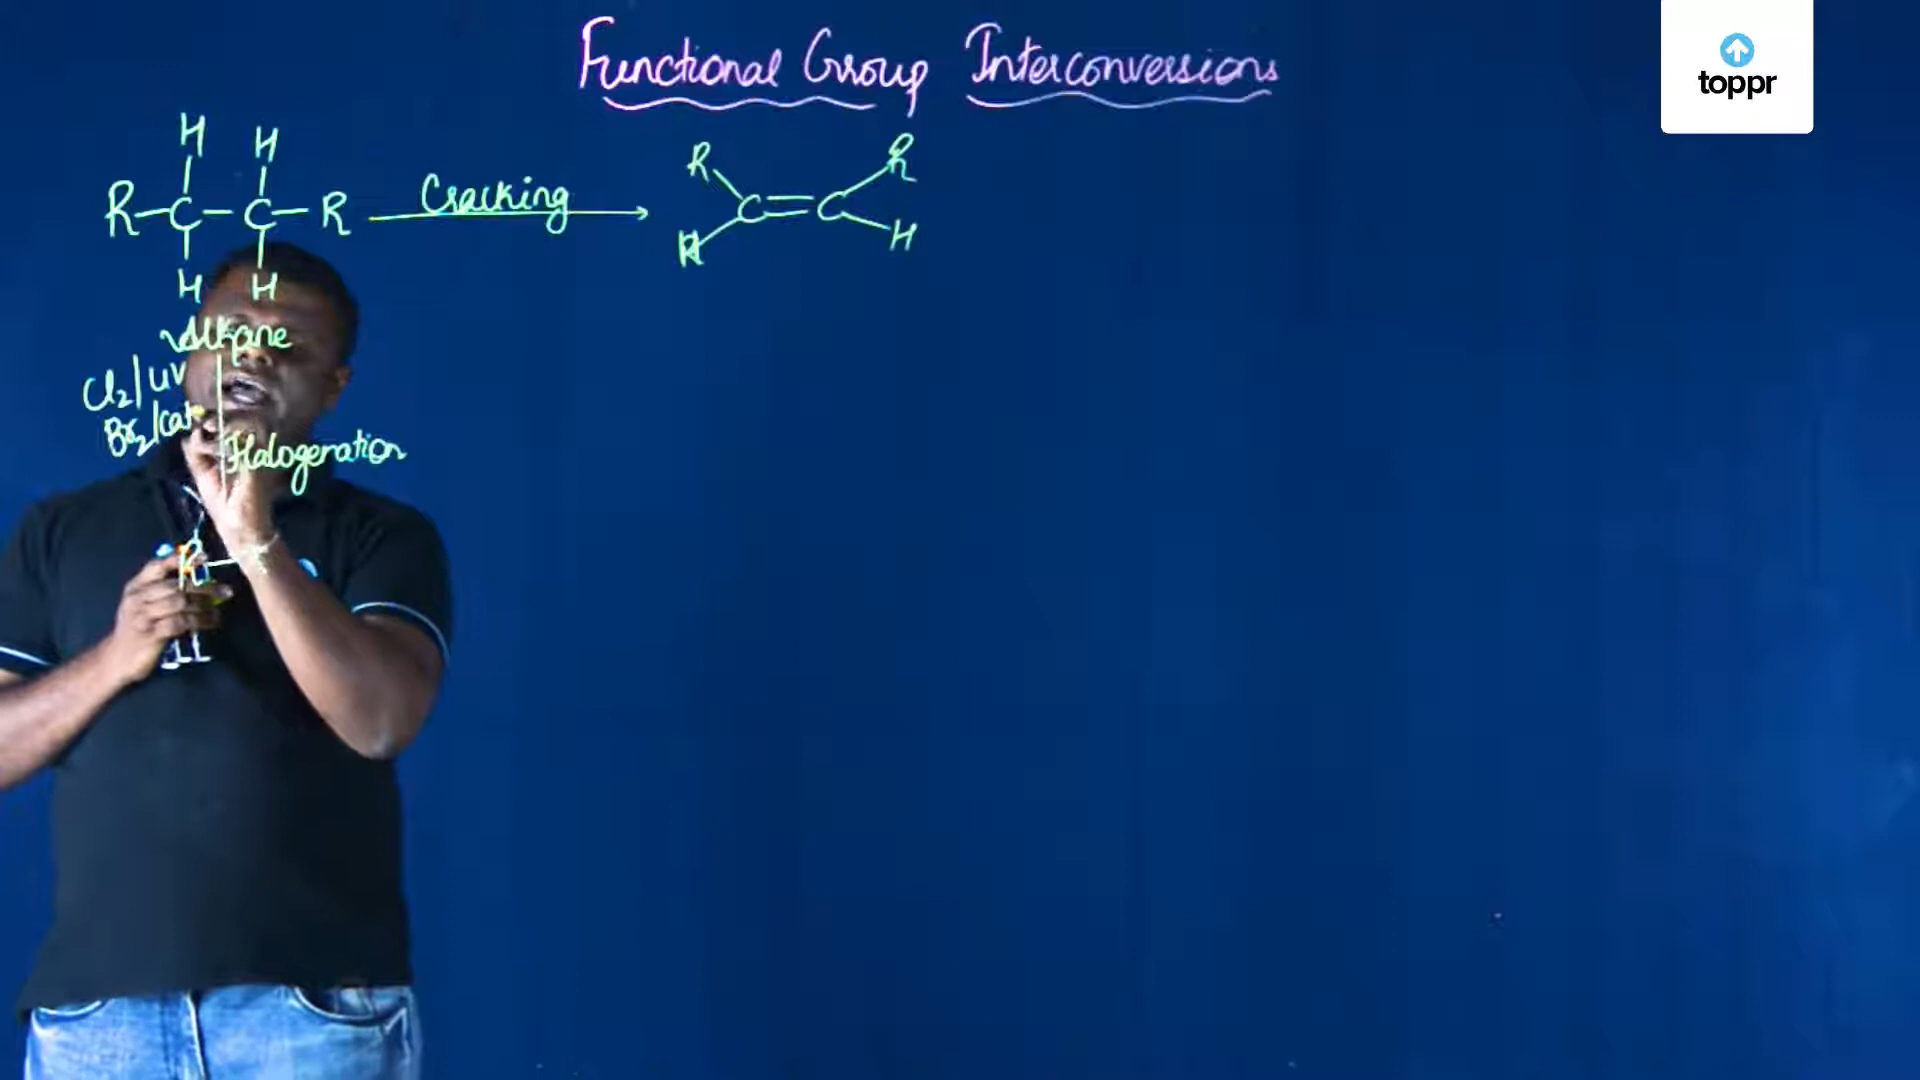 Functional Group Interconversions
toppr
H H
R-C-C-R Cracking R C=C R
H H
H H
Alkane
Cl2/UV
Br2/cat
Halogenation
R-